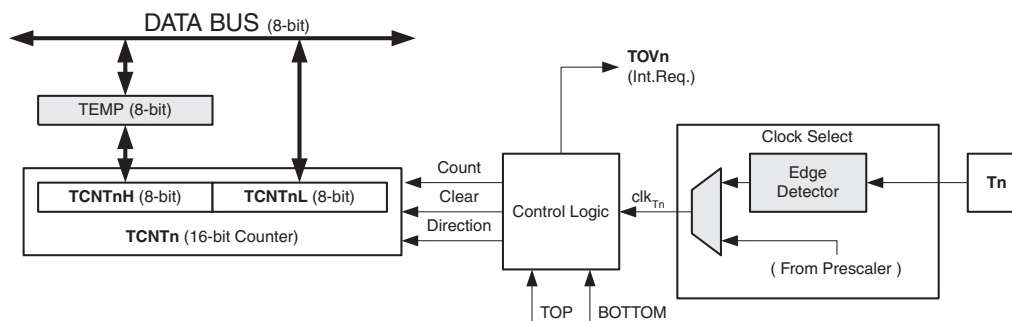 DATA BUS (8-bit)
TOVn
(Int.Req.)
TEMP (8-bit)
Clock Select
Count
Edge
Detector
Tn
TCNTnH (8-bit) TCNTnL (8-bit)
Clear
Control Logic
clkTn
TCNTn (16-bit Counter)
Direction
( From Prescaler )
TOP
BOTTOM